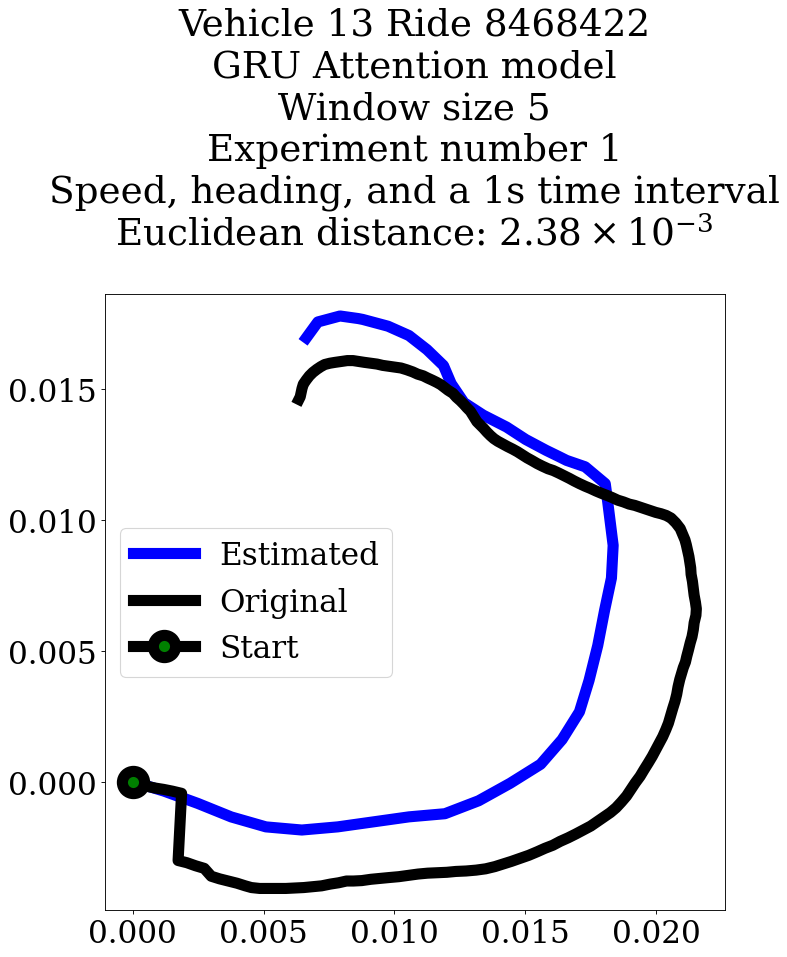 Vehicle 13 Ride 8468422
GRU Attention model
Window size 5
Experiment number 1
Speed, heading, and a 1s time interval
Euclidean distance: 2.38 × 10⁻³
0.015
0.010
0.005
0.000
Estimated
Original
Start
0.000 0.005 0.010 0.015 0.020